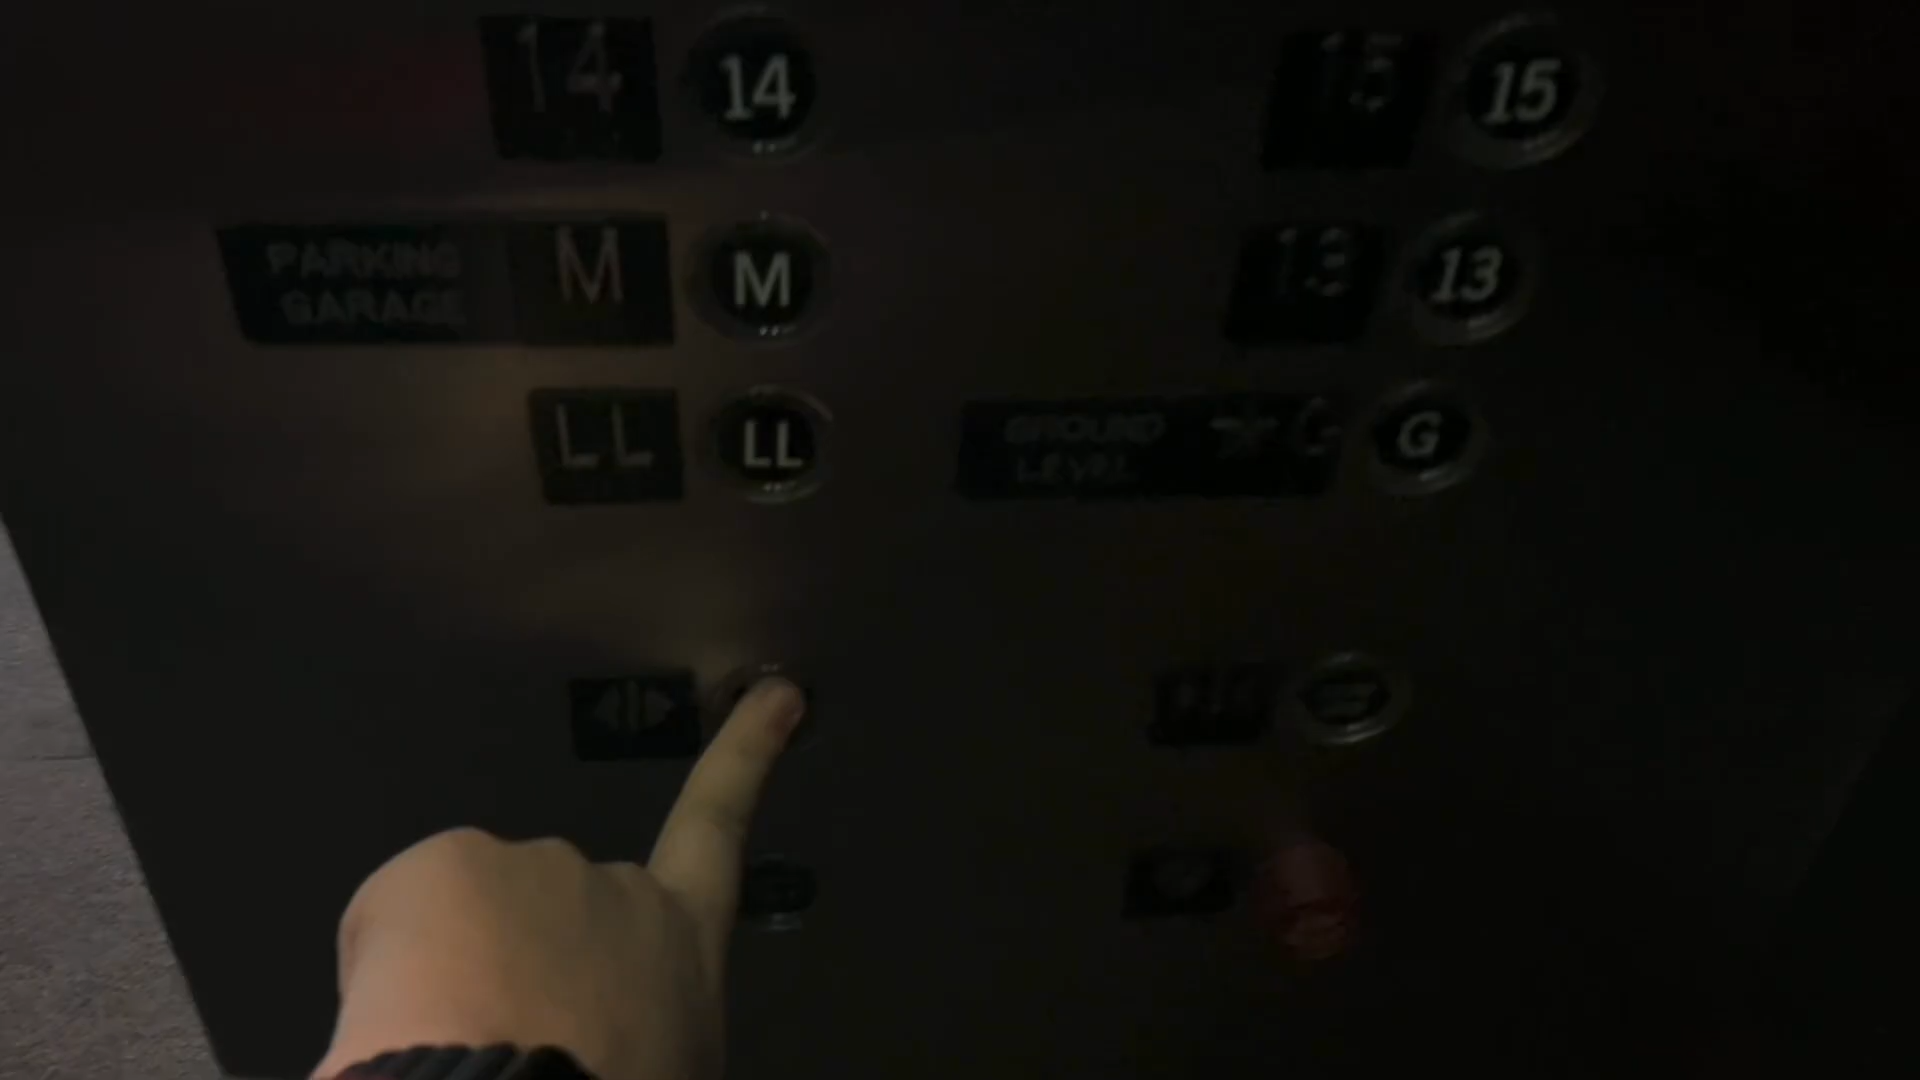 14 14
15 15
PARKING
GARAGE
M M
13 13
LL LL
GROUND
LEVEL
G G